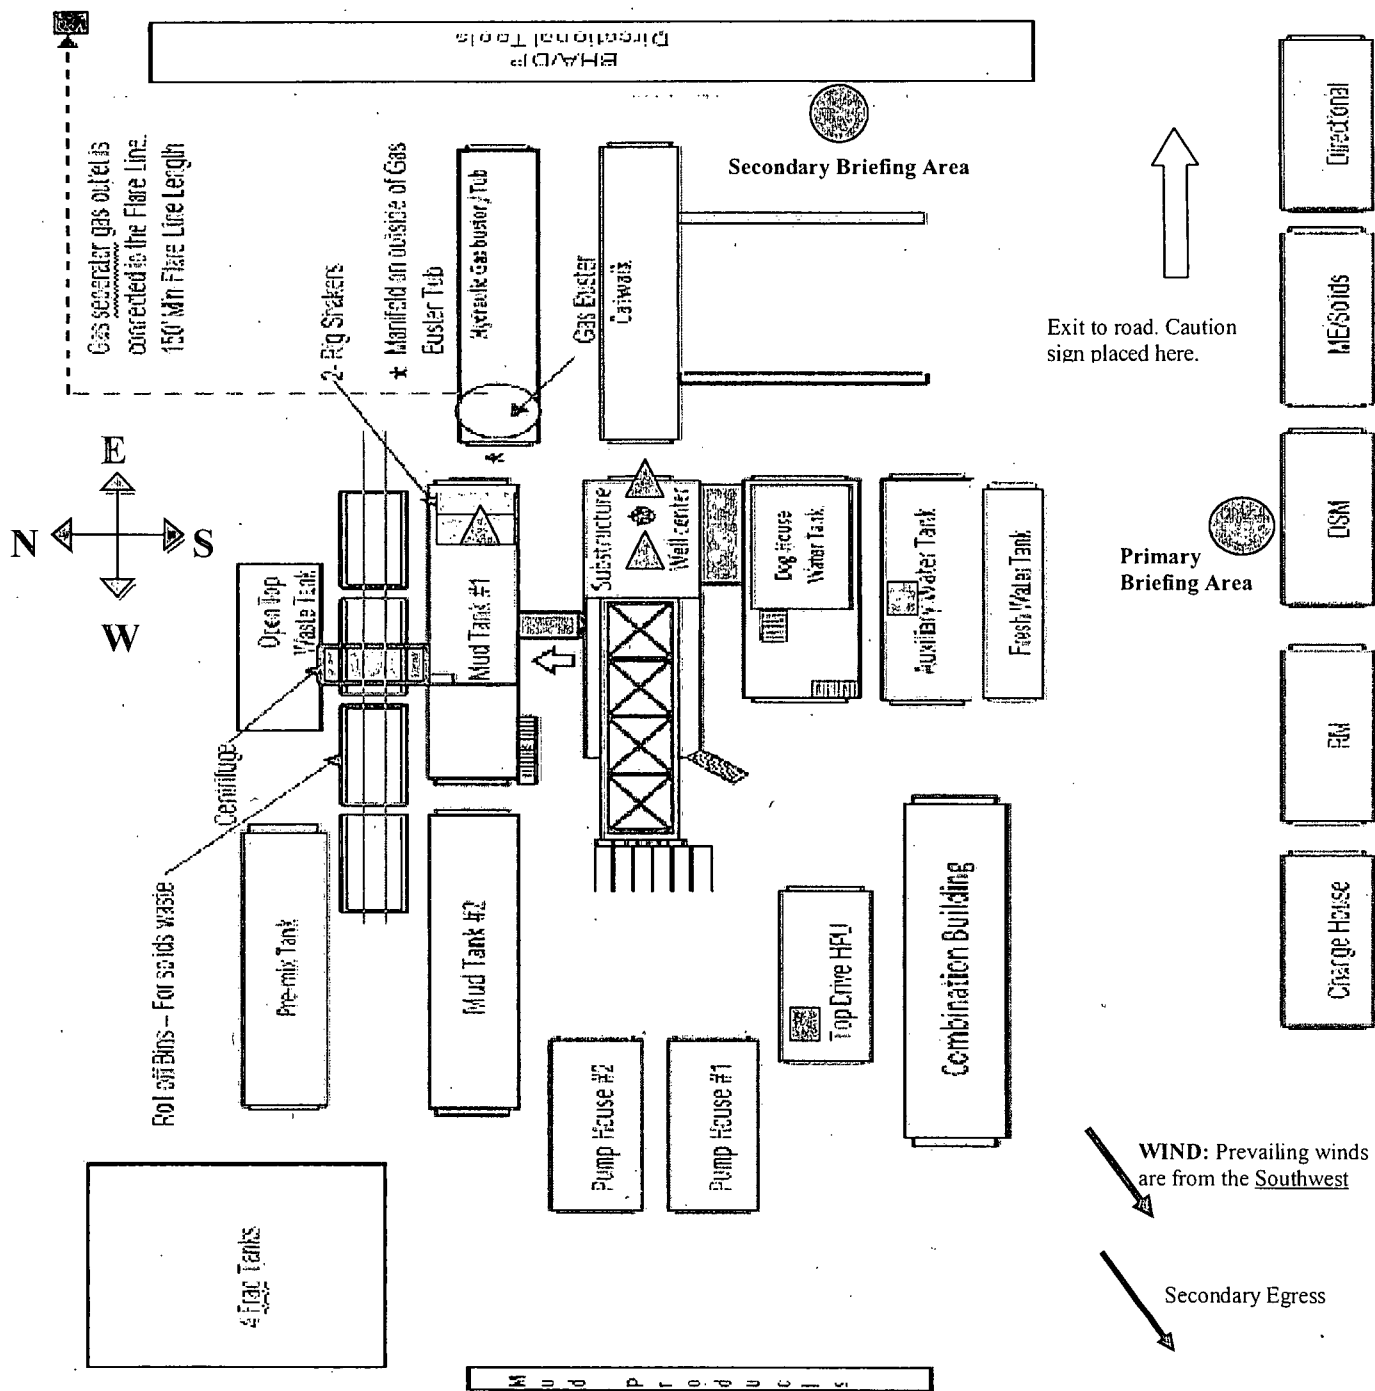 BHA/DP
Directional Tools
Gas seperater gas outlet is
connected to the Flare Line.
150' Min Flare Line Length
Secondary Briefing Area
2- Rig Shakers
★ Manifold on outside of Gas
Buster Tub
Hydraulic Gas buster / Tub
Gas Buster
Catwalk
Directional
ME/Solids
Exit to road. Caution
sign placed here.
E
N
S
W
Open Top
Waste Tank
Mud Tank #1
Substructure
Well center
Dog House
Water Tank
Auxiliary Water Tank
Fresh Water Tank
Primary
Briefing Area
DSM
RM
Centrifuge
Roll off Bins – For solids waste
Pre-mix Tank
Mud Tank #2
Top Drive HPU
Combination Building
Change House
Pump House #2
Pump House #1
WIND: Prevailing winds
are from the Southwest
4 Frac Tanks
Secondary Egress
Mud Products